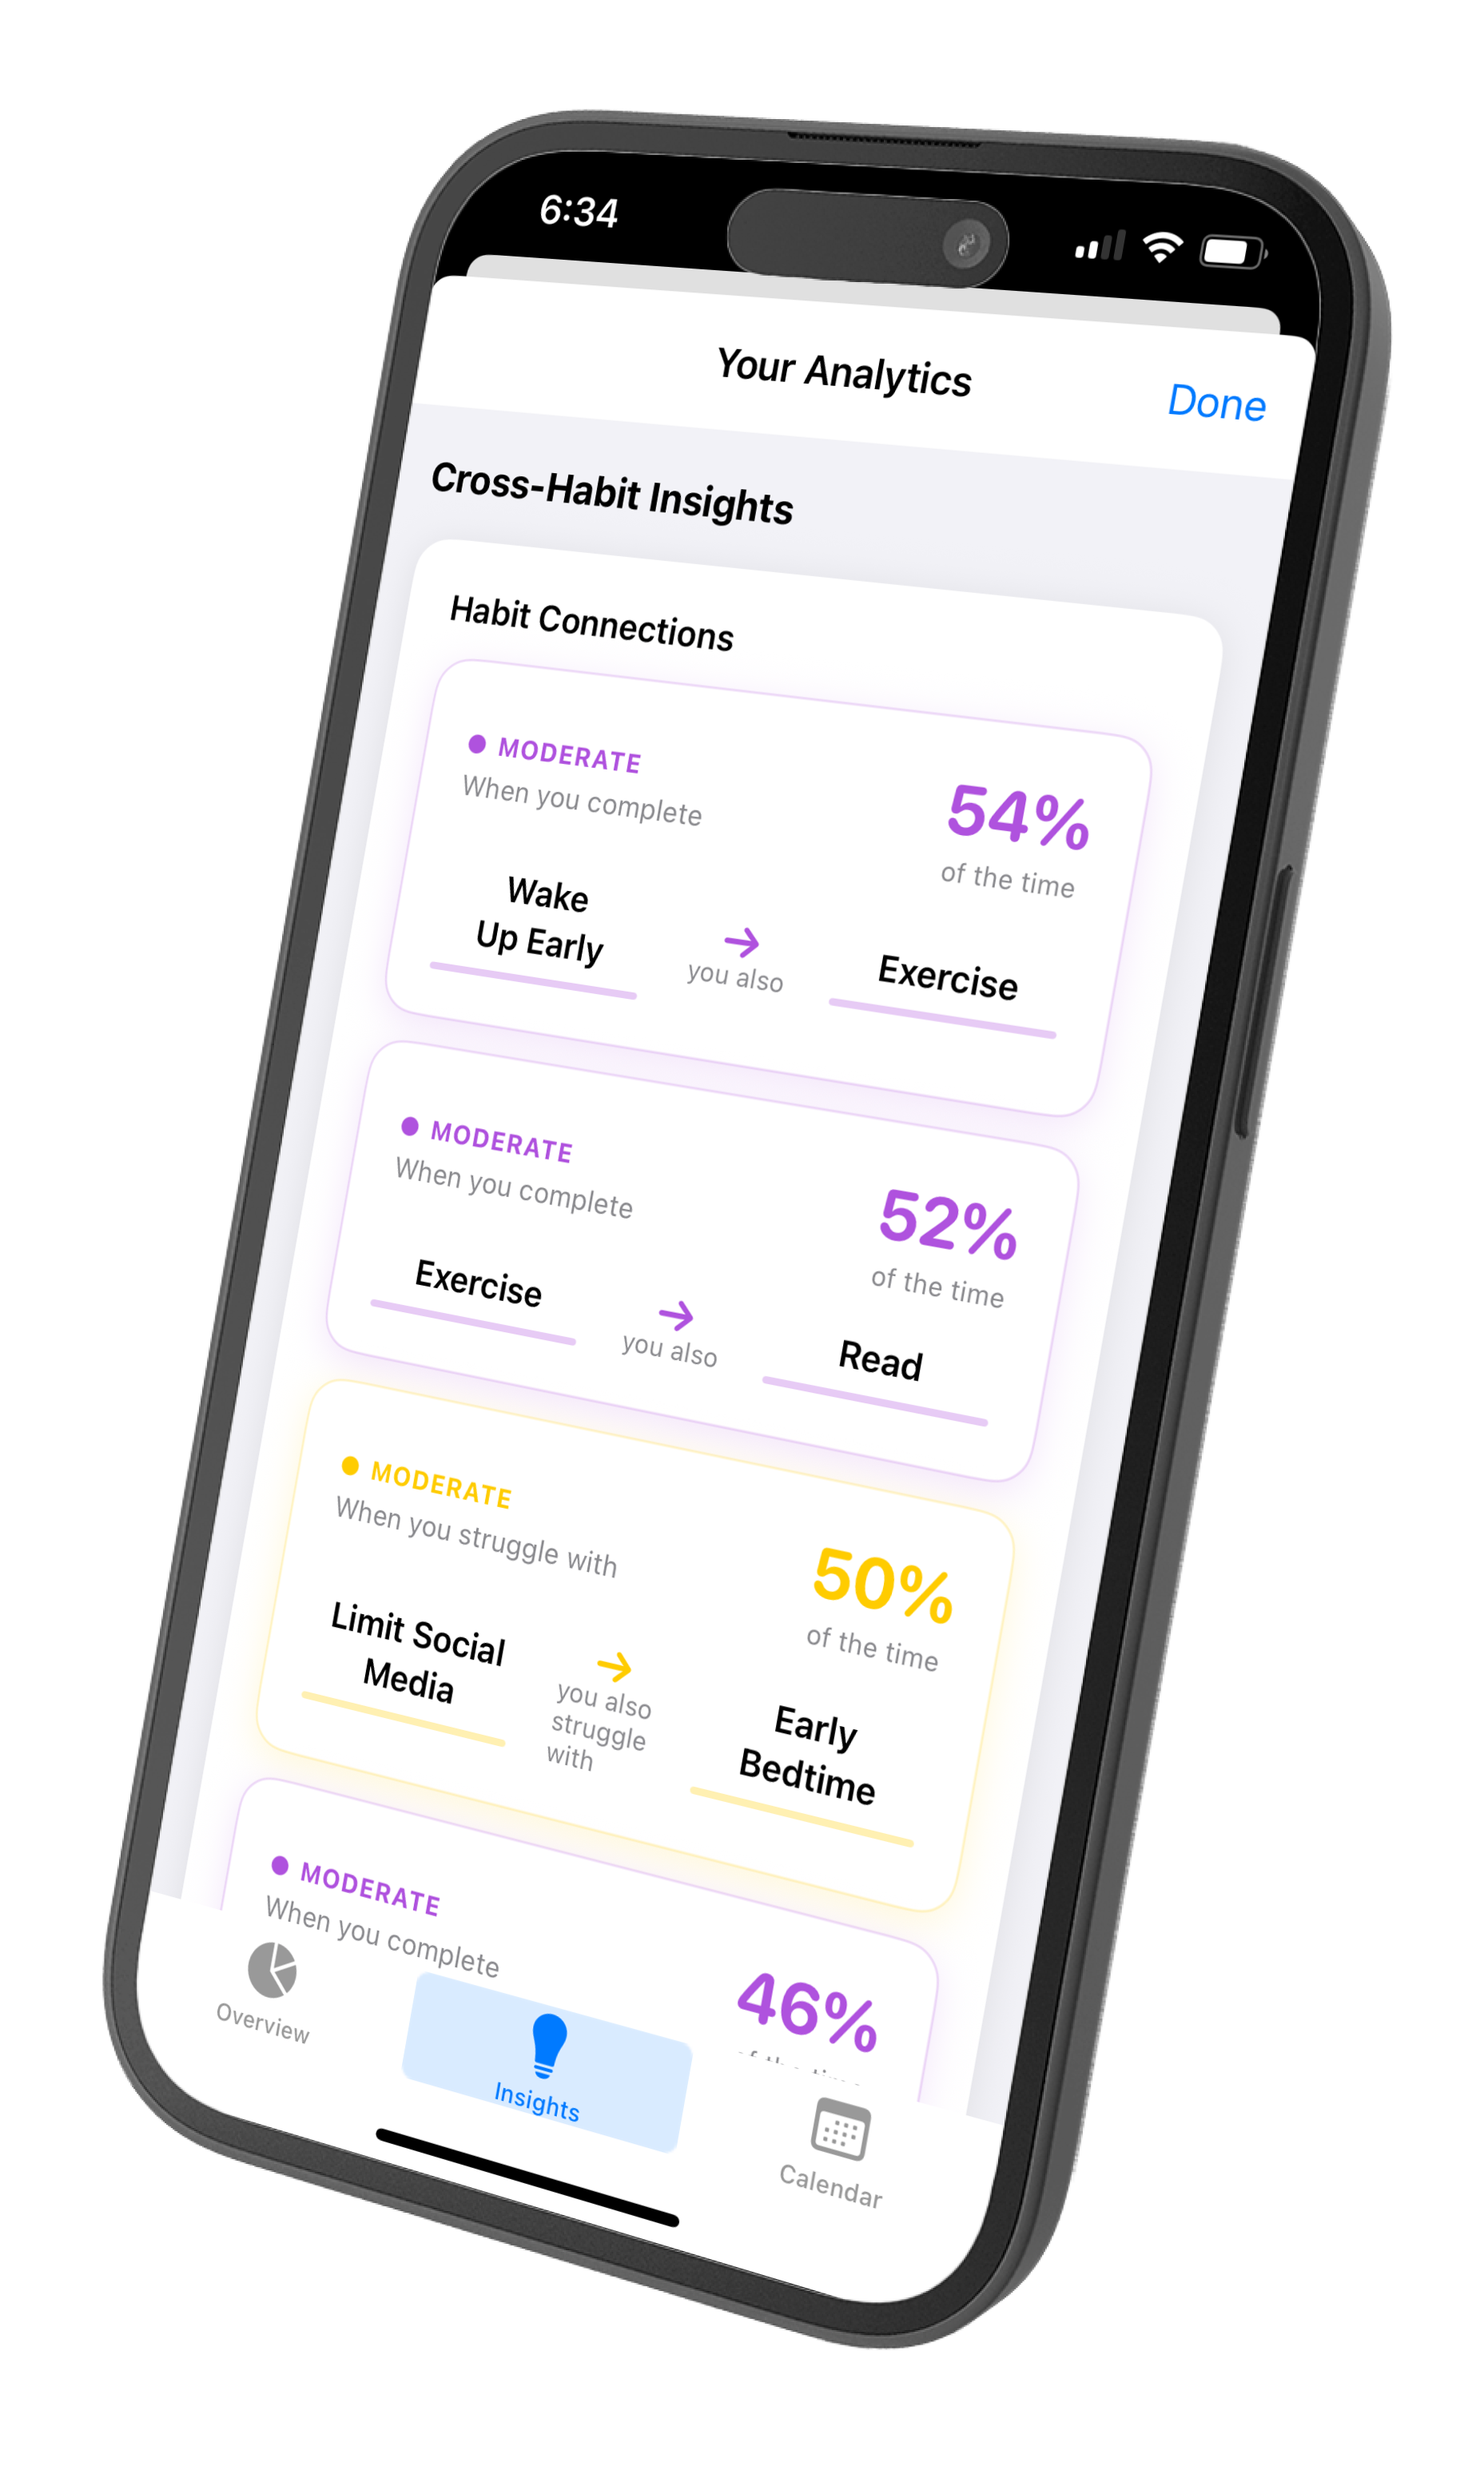 6:34
Your Analytics
Done
Cross-Habit Insights
Habit Connections
MODERATE
When you complete
54%
of the time
Wake
Up Early
you also
Exercise
MODERATE
When you complete
52%
of the time
Exercise
you also
Read
MODERATE
When you struggle with
50%
of the time
Limit Social
Media
you also
struggle
with
Early
Bedtime
MODERATE
When you complete
46%
of the time
Overview
Insights
Calendar